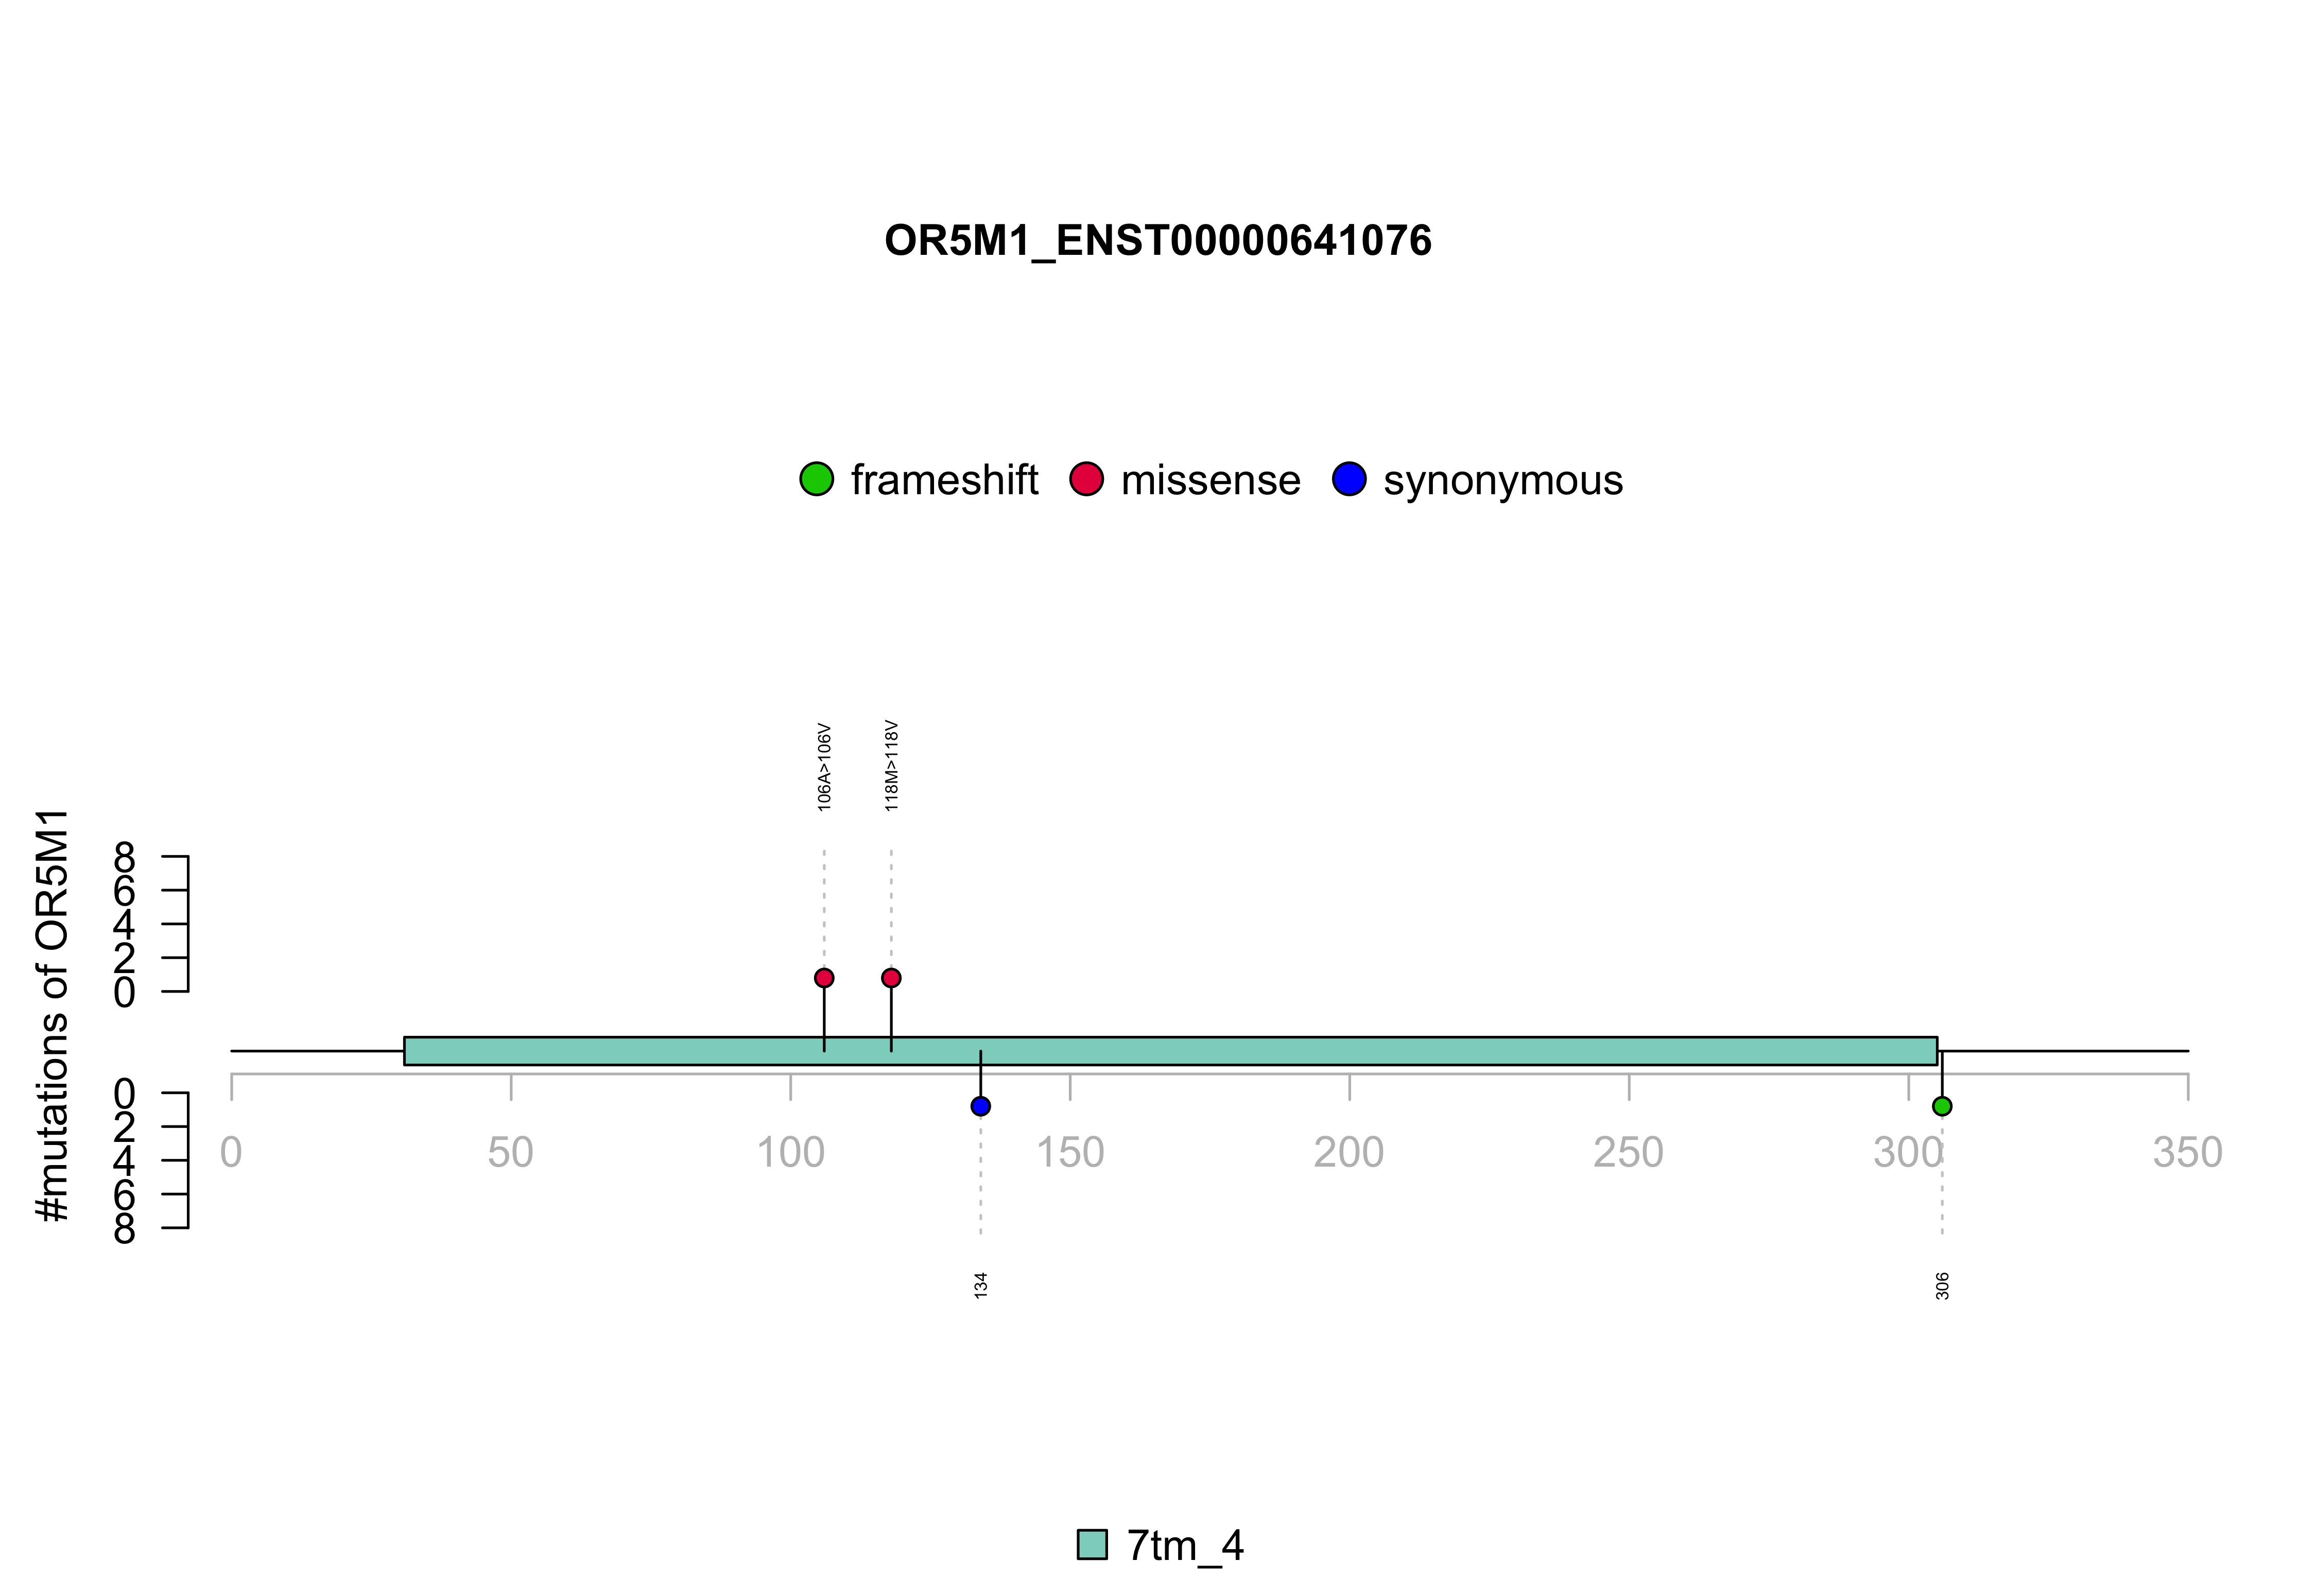 OR5M1_ENST00000641076
frameshift missense synonymous
106A>106V
118M>118V
#mutations of OR5M1
8
6
4
2
0
0
2
4
6
8
0 50 100 150 200 250 300 350
134
306
7tm_4